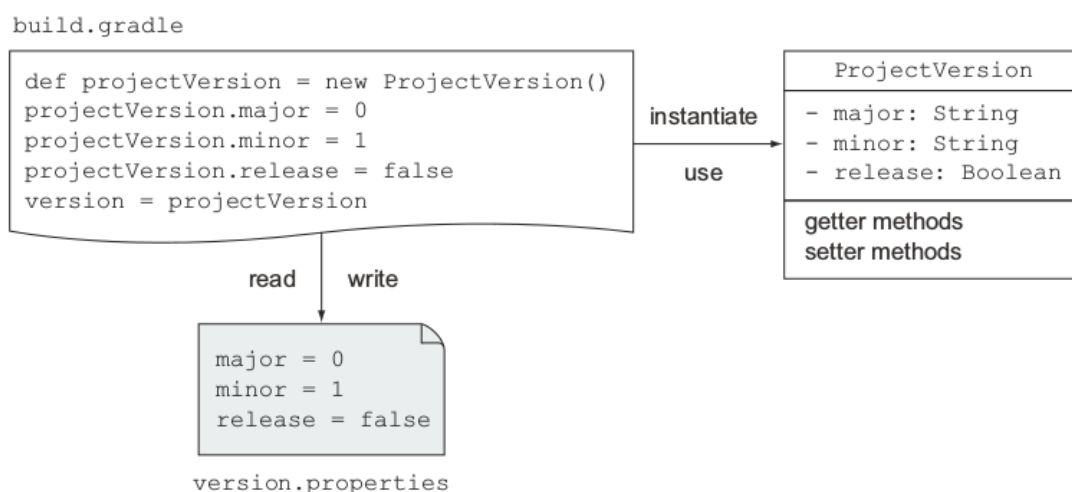 build.gradle
def projectVersion = new ProjectVersion()
projectVersion.major = 0
projectVersion.minor = 1
projectVersion.release = false
version = projectVersion
instantiate
use
ProjectVersion
- major: String
- minor: String
- release: Boolean
getter methods
setter methods
read write
major = 0
minor = 1
release = false
version.properties